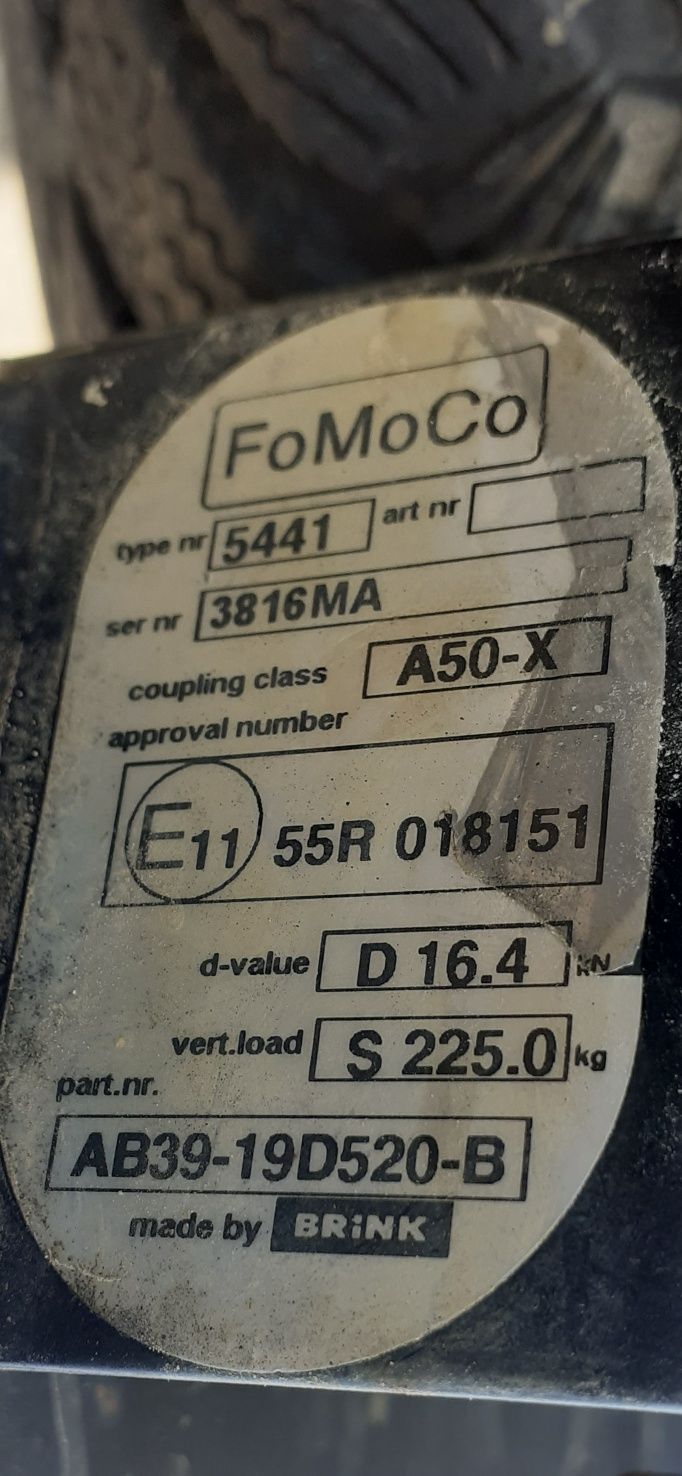 FoMoCo
type nr 5441 art nr
ser nr 3816MA
coupling class A50-X
approval number
E11 55R 018151
d-value D 16.4 kN
vert.load S 225.0 kg
part.nr.
AB39-19D520-B
made by BRiNK